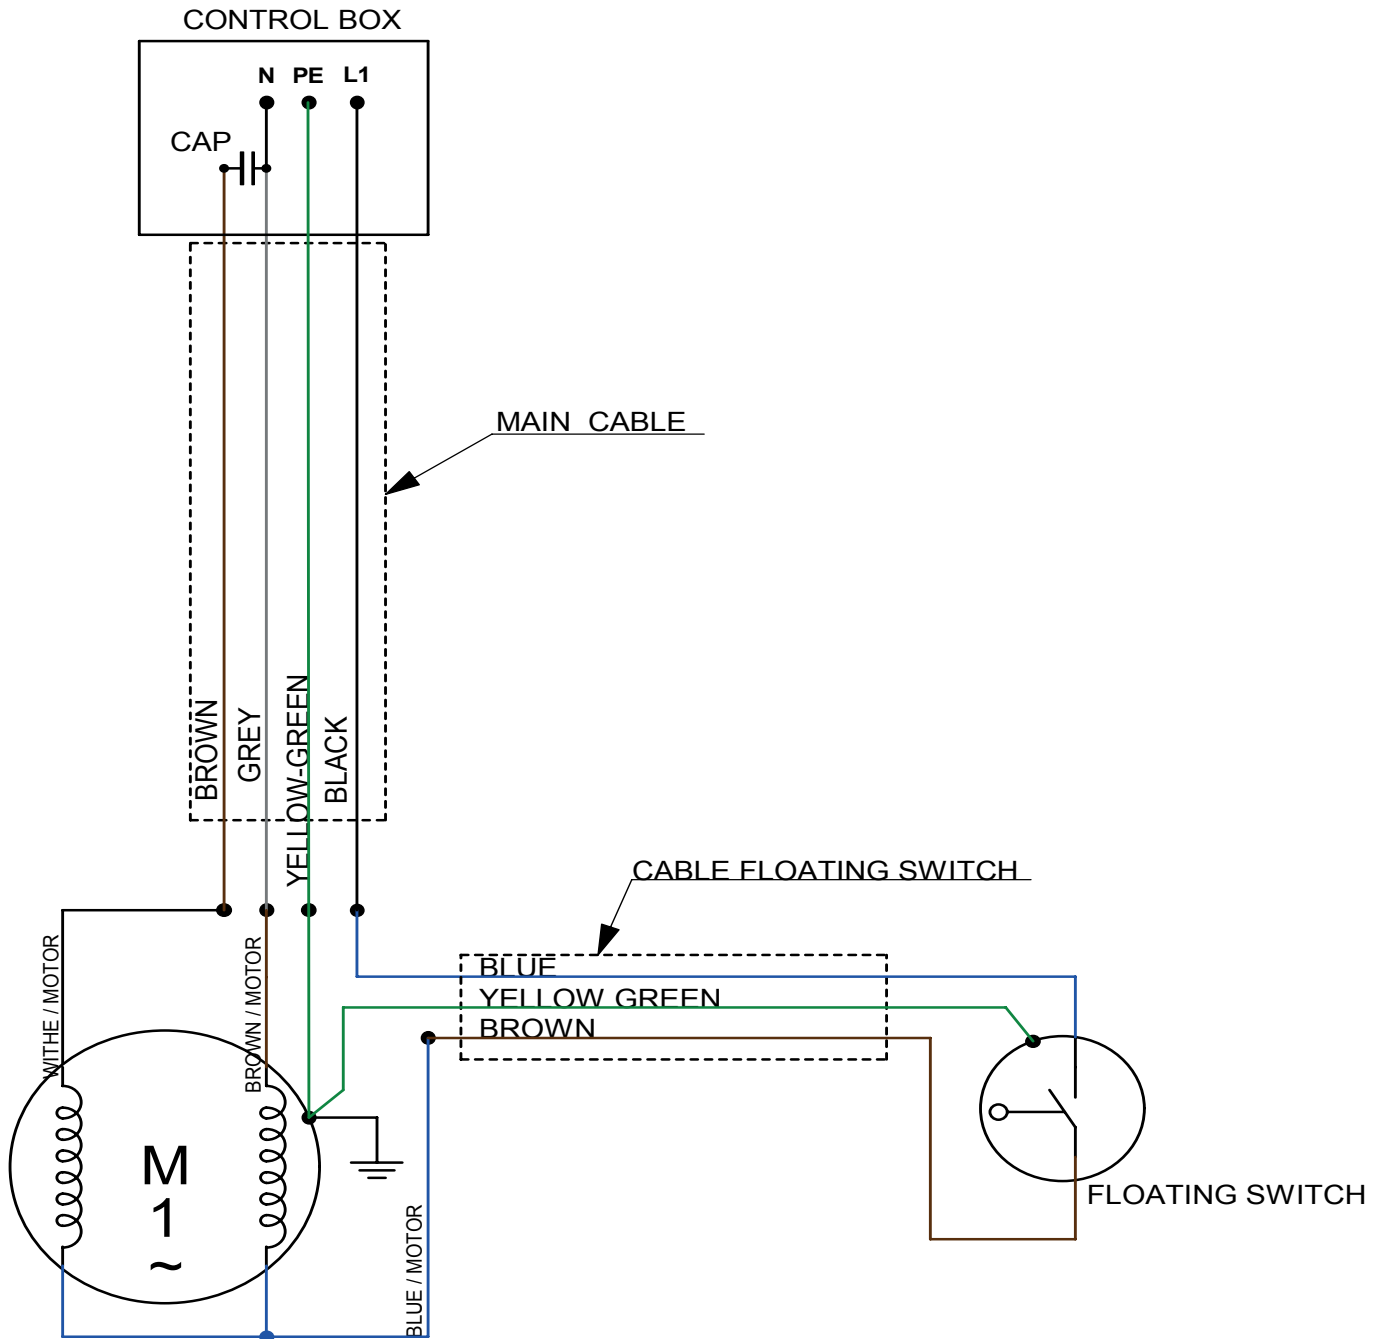 CONTROL BOX
N PE L1
CAP
MAIN CABLE
BROWN
GREY
YELLOW-GREEN
BLACK
CABLE FLOATING SWITCH
WITHE / MOTOR
BROWN / MOTOR
BLUE
YELLOW GREEN
BROWN
M
1
~
FLOATING SWITCH
BLUE / MOTOR